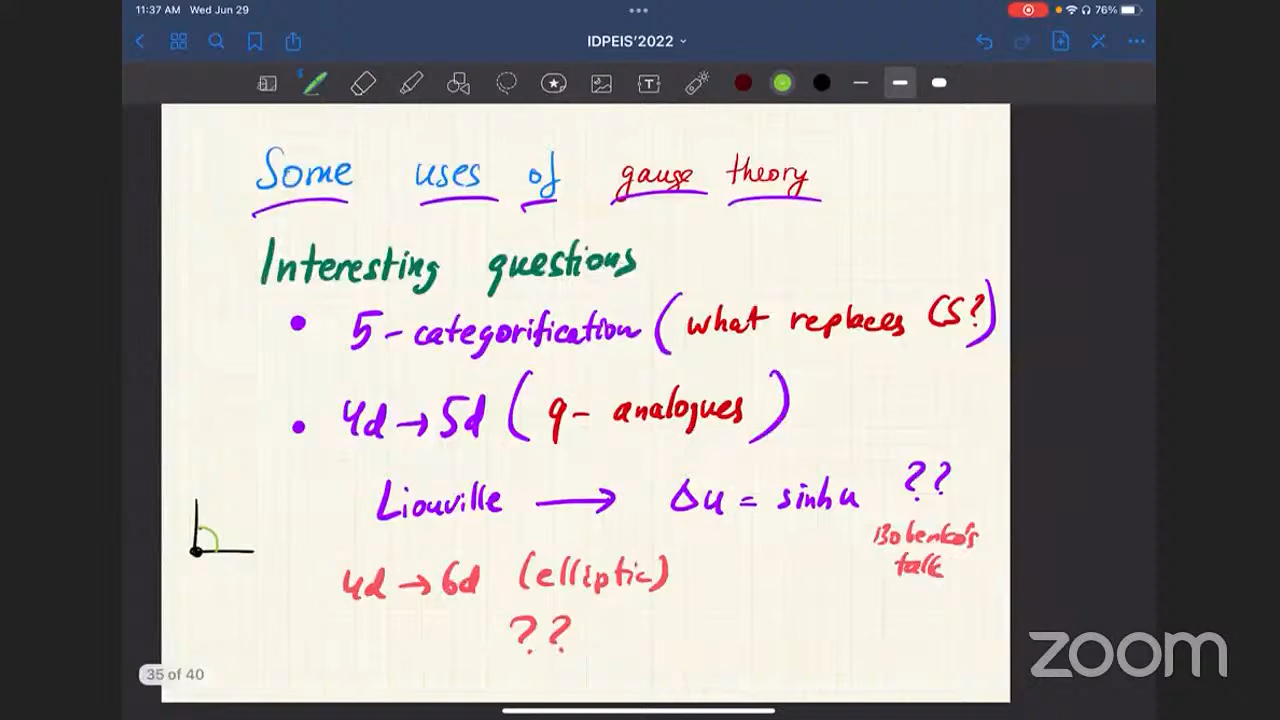 11:37 AM Wed Jun 29
76%
IDPEIS'2022
Some uses of gauge theory
Interesting questions
• 5-categorification (what replaces CS?)
• 4d → 5d (q-analogues)
Liouville → Δu = sinh u ??
Bobenko's
talk
4d → 6d (elliptic)
??
35 of 40
zoom